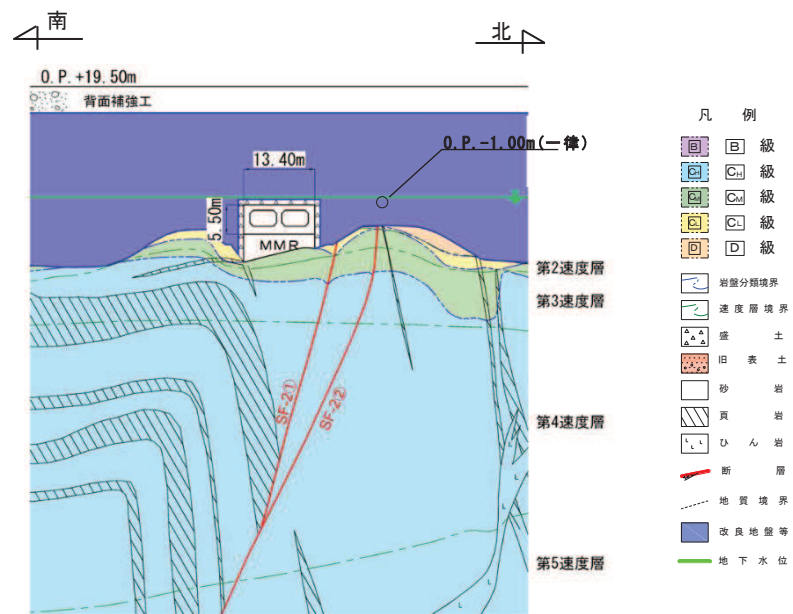 南
北
O.P.+19.50m
背面補強工
O.P.-1.00m(一律)
13.40m
5.50m
MMR
第2速度層
第3速度層
第4速度層
第5速度層
SF-2①
SF-2②
凡 例
B B 級
CH CH 級
CM CM 級
CL CL 級
D D 級
岩盤分類境界
速度層境界
盛 土
旧 表 土
砂 岩
頁 岩
ひ ん 岩
断 層
地 質 境 界
改 良 地 盤 等
地 下 水 位